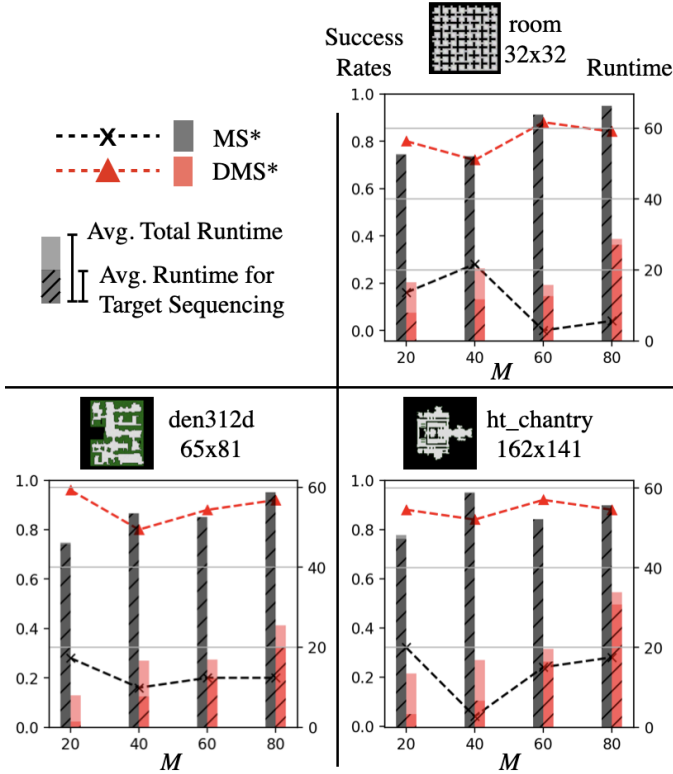 Success
Rates
room
32x32
Runtime
MS*
DMS*
Avg. Total Runtime
Avg. Runtime for
Target Sequencing
1.0
0.8
0.6
0.4
0.2
0.0
60
40
20
0
20 40 60 80
M
den312d
65x81
1.0
0.8
0.6
0.4
0.2
0.0
60
40
20
0
20 40 60 80
M
ht_chantry
162x141
1.0
0.8
0.6
0.4
0.2
0.0
60
40
20
0
20 40 60 80
M